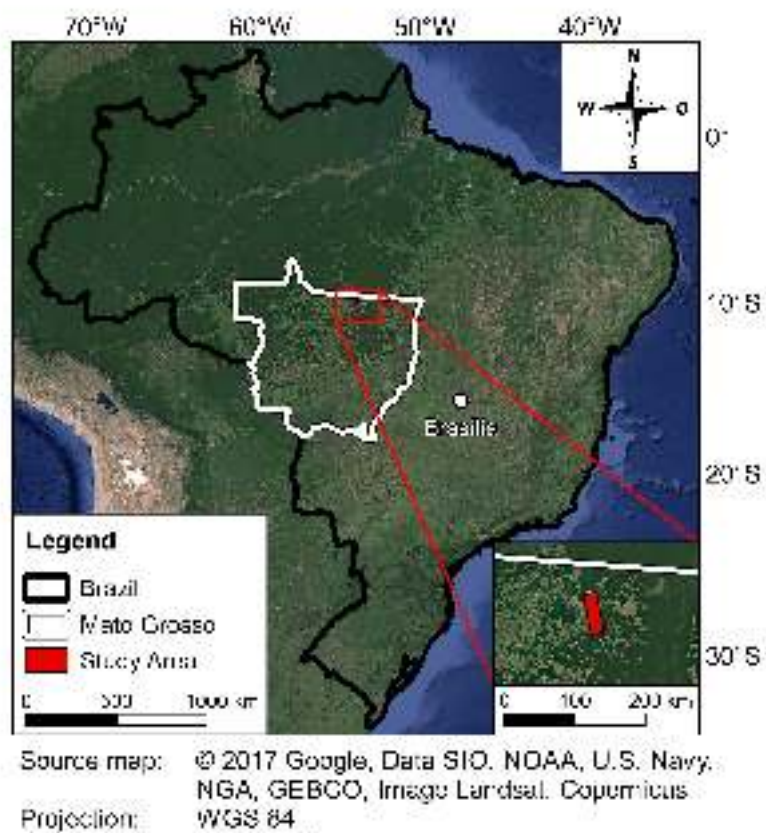 70°W 60°W 50°W 40°W
N
W O
S
0°
10°S
Brasília
20°S
Legend
Brazil
Mato Grosso
Study Area
30°S
0 500 1000 km
0 100 200 km
Source map: © 2017 Google, Data SIO, NOAA, U.S. Navy,
NGA, GEBCO, Image Landsat, Copernicus
Projection: WGS 84